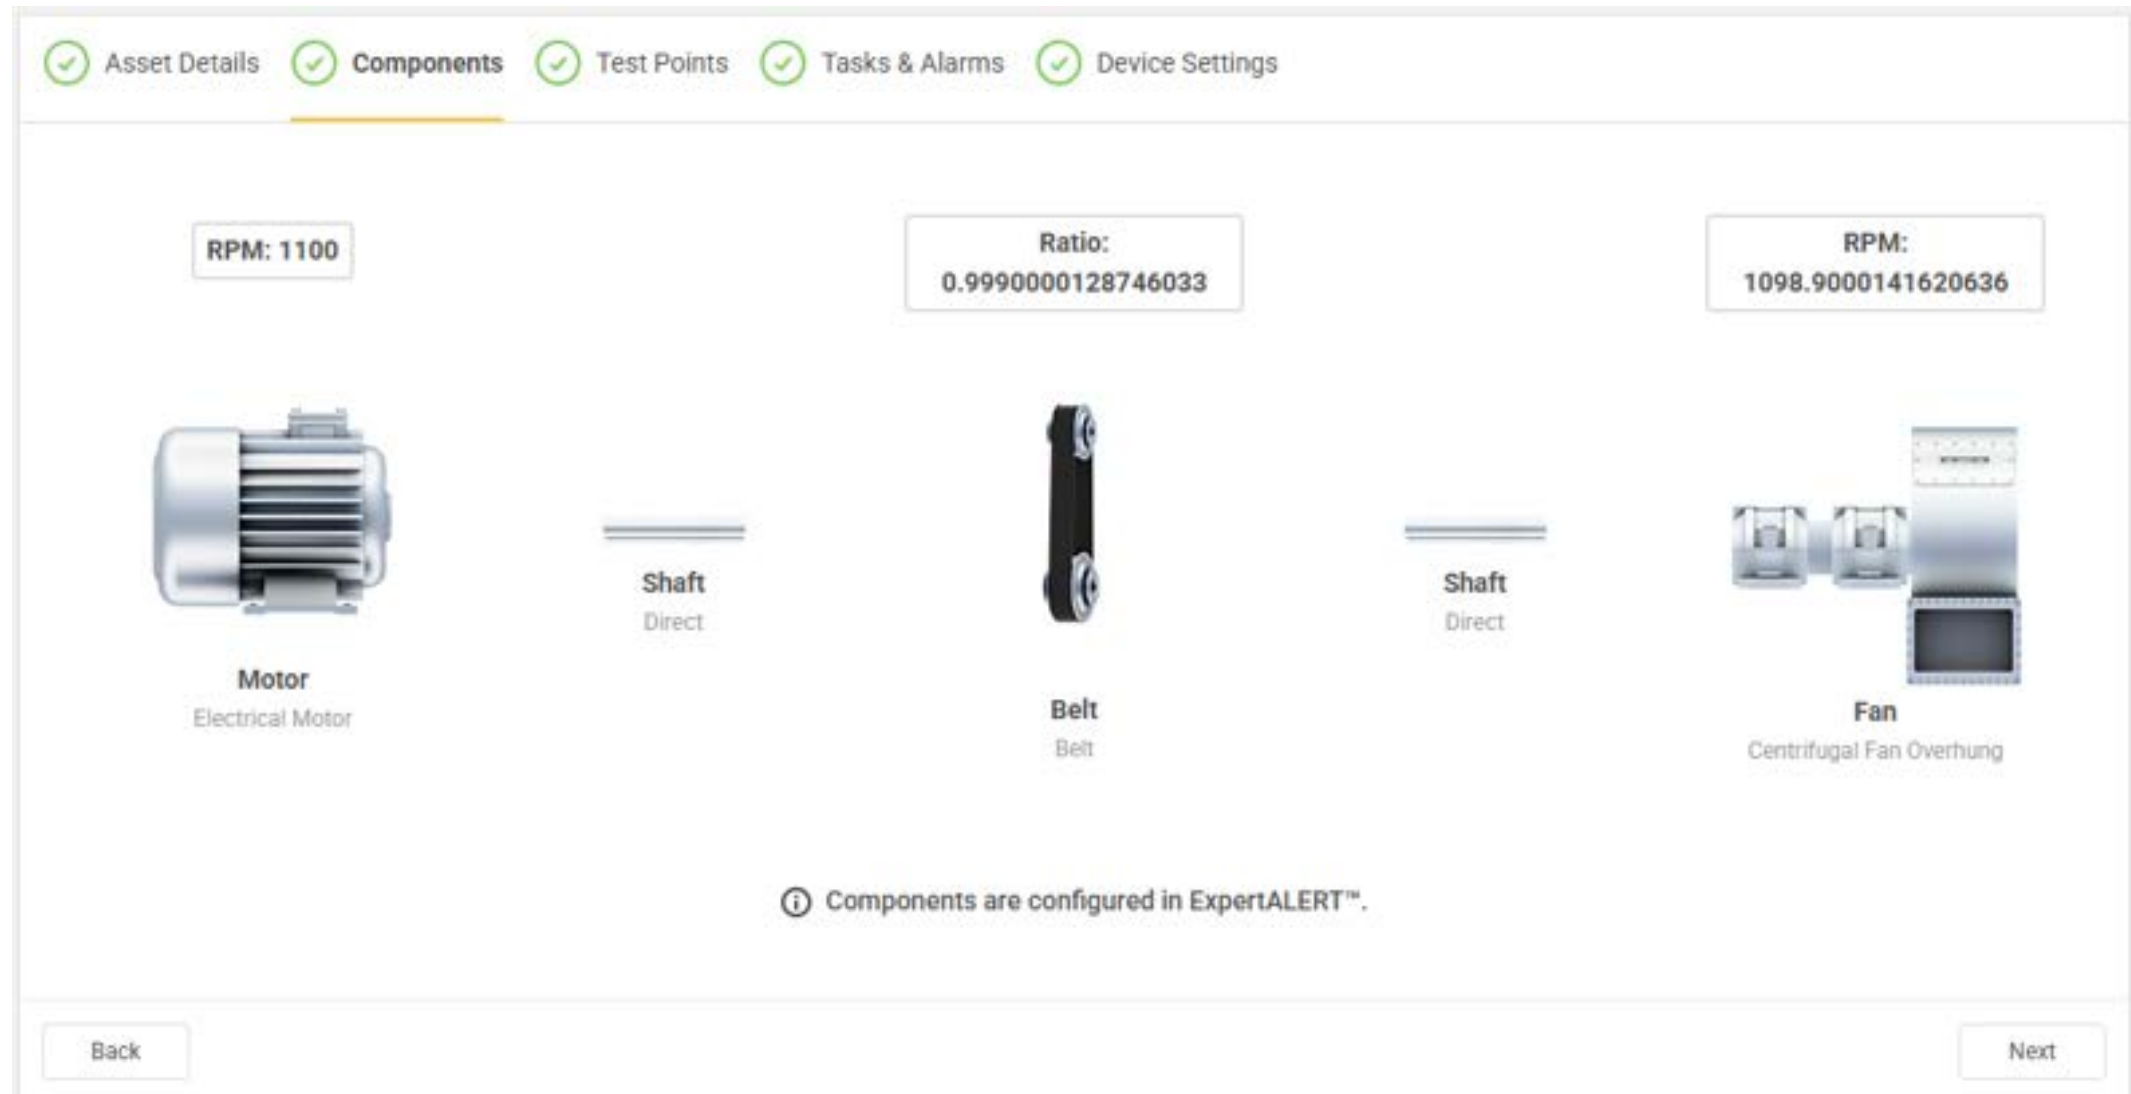 Asset Details
Components
Test Points
Tasks & Alarms
Device Settings
RPM: 1100
Ratio:
0.9990000128746033
RPM:
1098.9000141620636
Shaft
Direct
Shaft
Direct
Motor
Electrical Motor
Belt
Belt
Fan
Centrifugal Fan Overhung
Components are configured in ExpertALERT™.
Back
Next